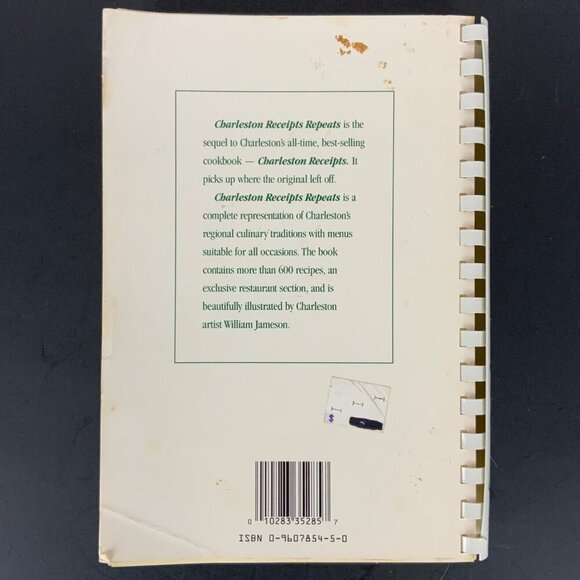 Charleston Receipts Repeats is the
sequel to Charleston's all-time, best-selling
cookbook — Charleston Receipts. It
picks up where the original left off.
Charleston Receipts Repeats is a
complete representation of Charleston's
regional culinary traditions with menus
suitable for all occasions. The book
contains more than 600 recipes, an
exclusive restaurant section, and is
beautifully illustrated by Charleston
artist William Jameson.
0 10283 35285 7
ISBN 0-9607854-5-0